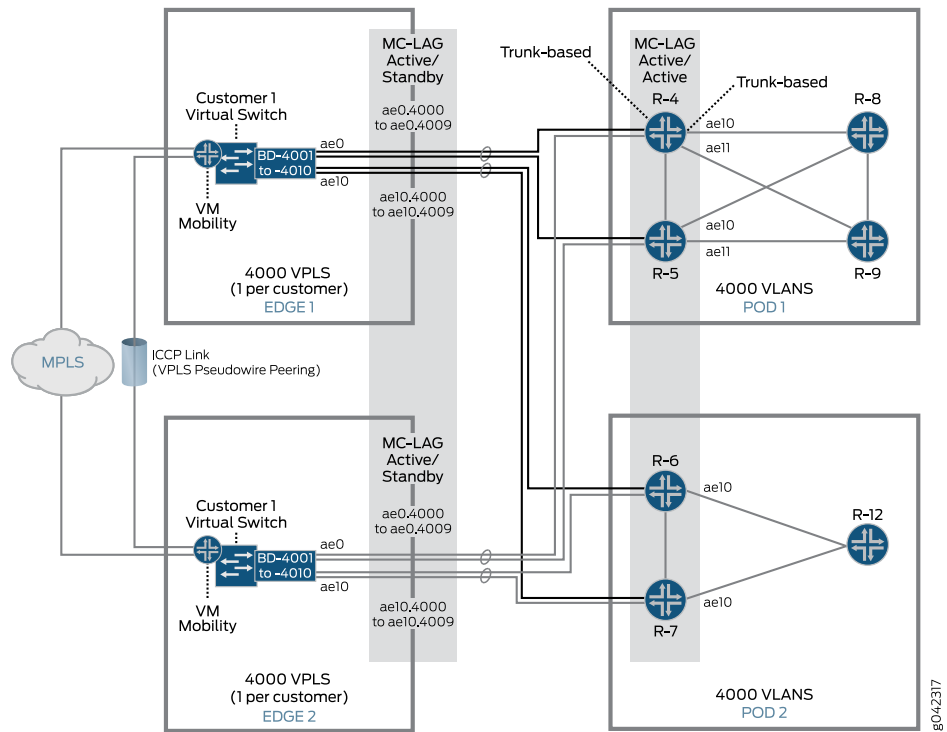 MC-LAG
Active/
Standby
ae0.4000
to ae0.4009
ae10.4000
to ae10.4009
Customer 1
Virtual Switch
BD-4001
to -4010
ae0
ae10
VM
Mobility
4000 VPLS
(1 per customer)
EDGE 1
Trunk-based
MC-LAG
Active/
Active
Trunk-based
R-4
ae10
ae11
R-8
ae10
ae11
R-5
R-9
4000 VLANS
POD 1
MPLS
ICCP Link
(VPLS Pseudowire Peering)
MC-LAG
Active/
Standby
ae0.4000
to ae0.4009
ae10.4000
to ae10.4009
Customer 1
Virtual Switch
BD-4001
to -4010
ae0
ae10
VM
Mobility
4000 VPLS
(1 per customer)
EDGE 2
R-6
ae10
R-12
ae10
R-7
4000 VLANS
POD 2
g042317